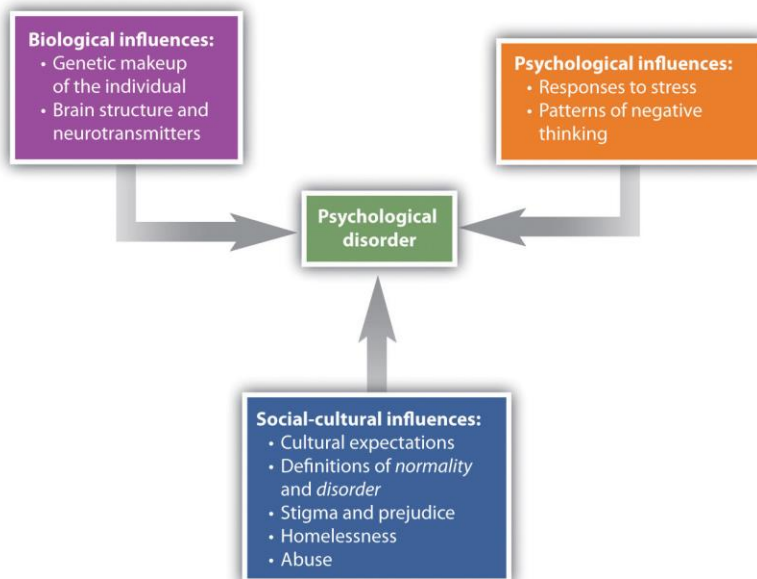 Biological influences:
• Genetic makeup
of the individual
• Brain structure and
neurotransmitters
Psychological influences:
• Responses to stress
• Patterns of negative
thinking
Psychological
disorder
Social-cultural influences:
• Cultural expectations
• Definitions of normality
and disorder
• Stigma and prejudice
• Homelessness
• Abuse